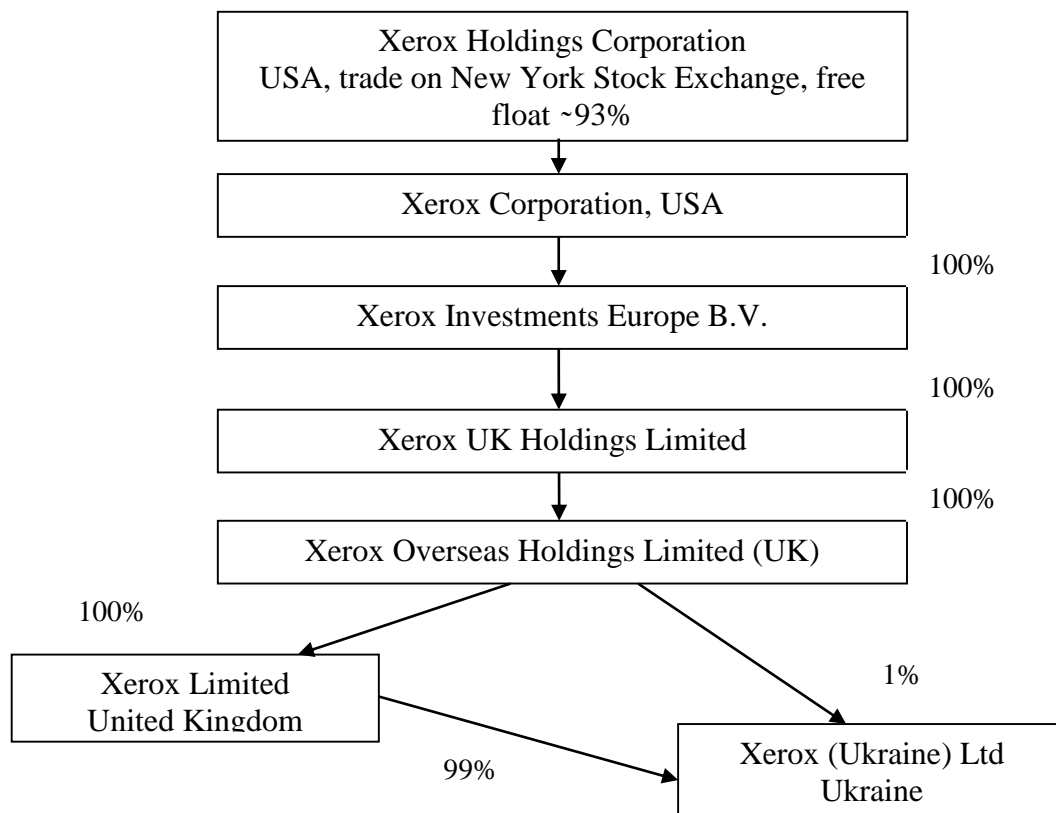 Xerox Holdings Corporation
USA, trade on New York Stock Exchange, free
float ~93%
Xerox Corporation, USA
100%
Xerox Investments Europe B.V.
100%
Xerox UK Holdings Limited
100%
Xerox Overseas Holdings Limited (UK)
100%
Xerox Limited
United Kingdom
1%
99%
Xerox (Ukraine) Ltd
Ukraine